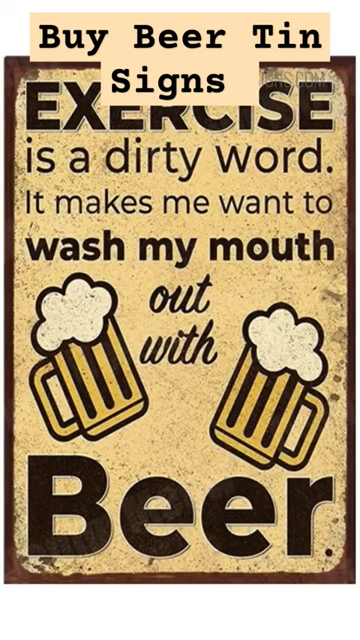 Buy Beer Tin
Signs
EXERCISE
is a dirty word.
It makes me want to
wash my mouth
out
with
Beer.